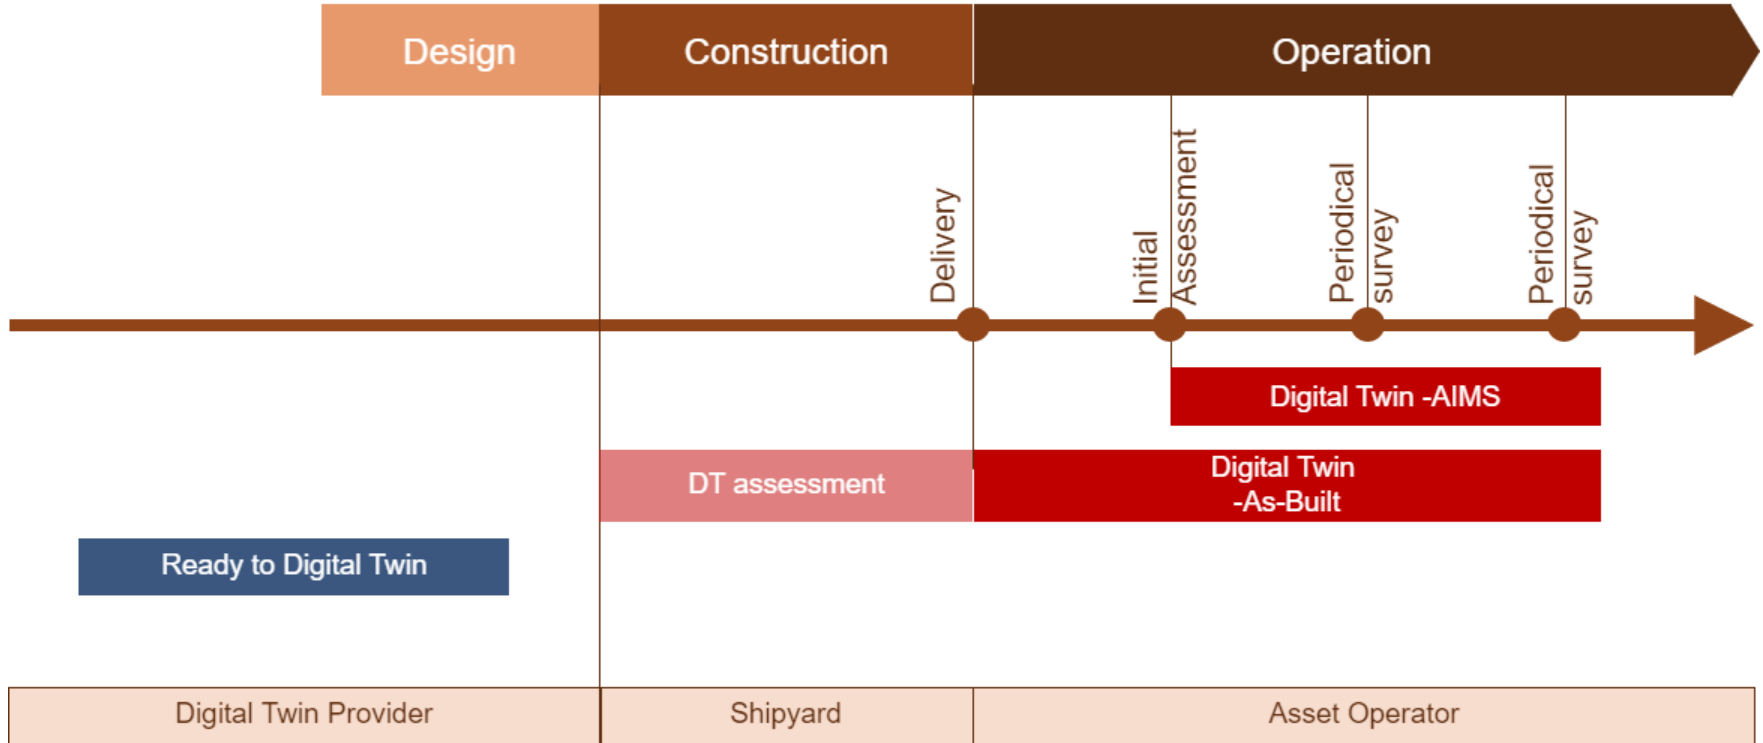 Design
Construction
Operation
Delivery
Initial
Assessment
Periodical
survey
Periodical
survey
Digital Twin -AIMS
DT assessment
Digital Twin
-As-Built
Ready to Digital Twin
Digital Twin Provider
Shipyard
Asset Operator